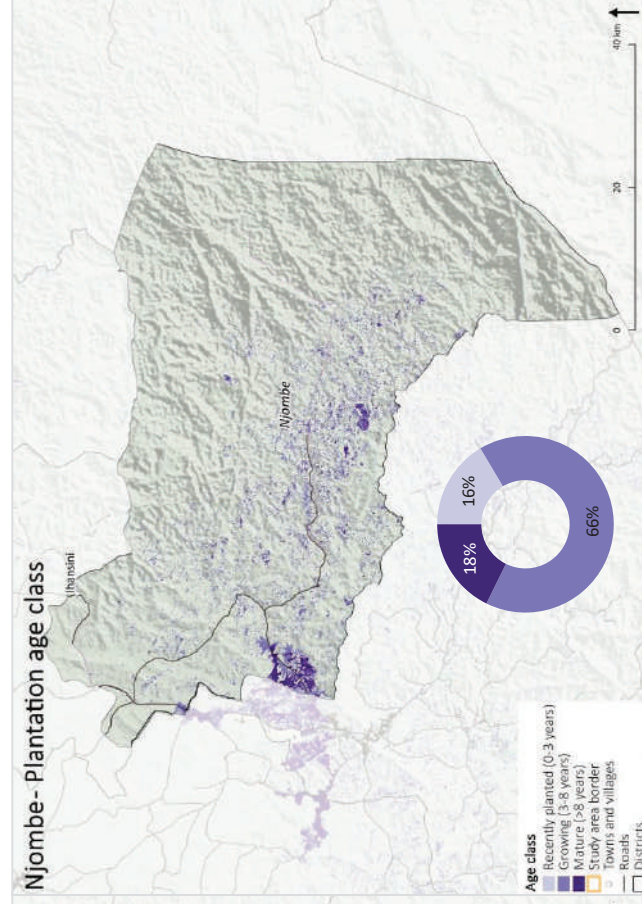 Njombe- Plantation age class
Ilhansini
Njombe
18%
16%
66%
Age class
Recently planted (0-3 years)
Growing (3-8 years)
Mature (>8 years)
Study area border
Towns and villages
Roads
Districts
0
20
40 km